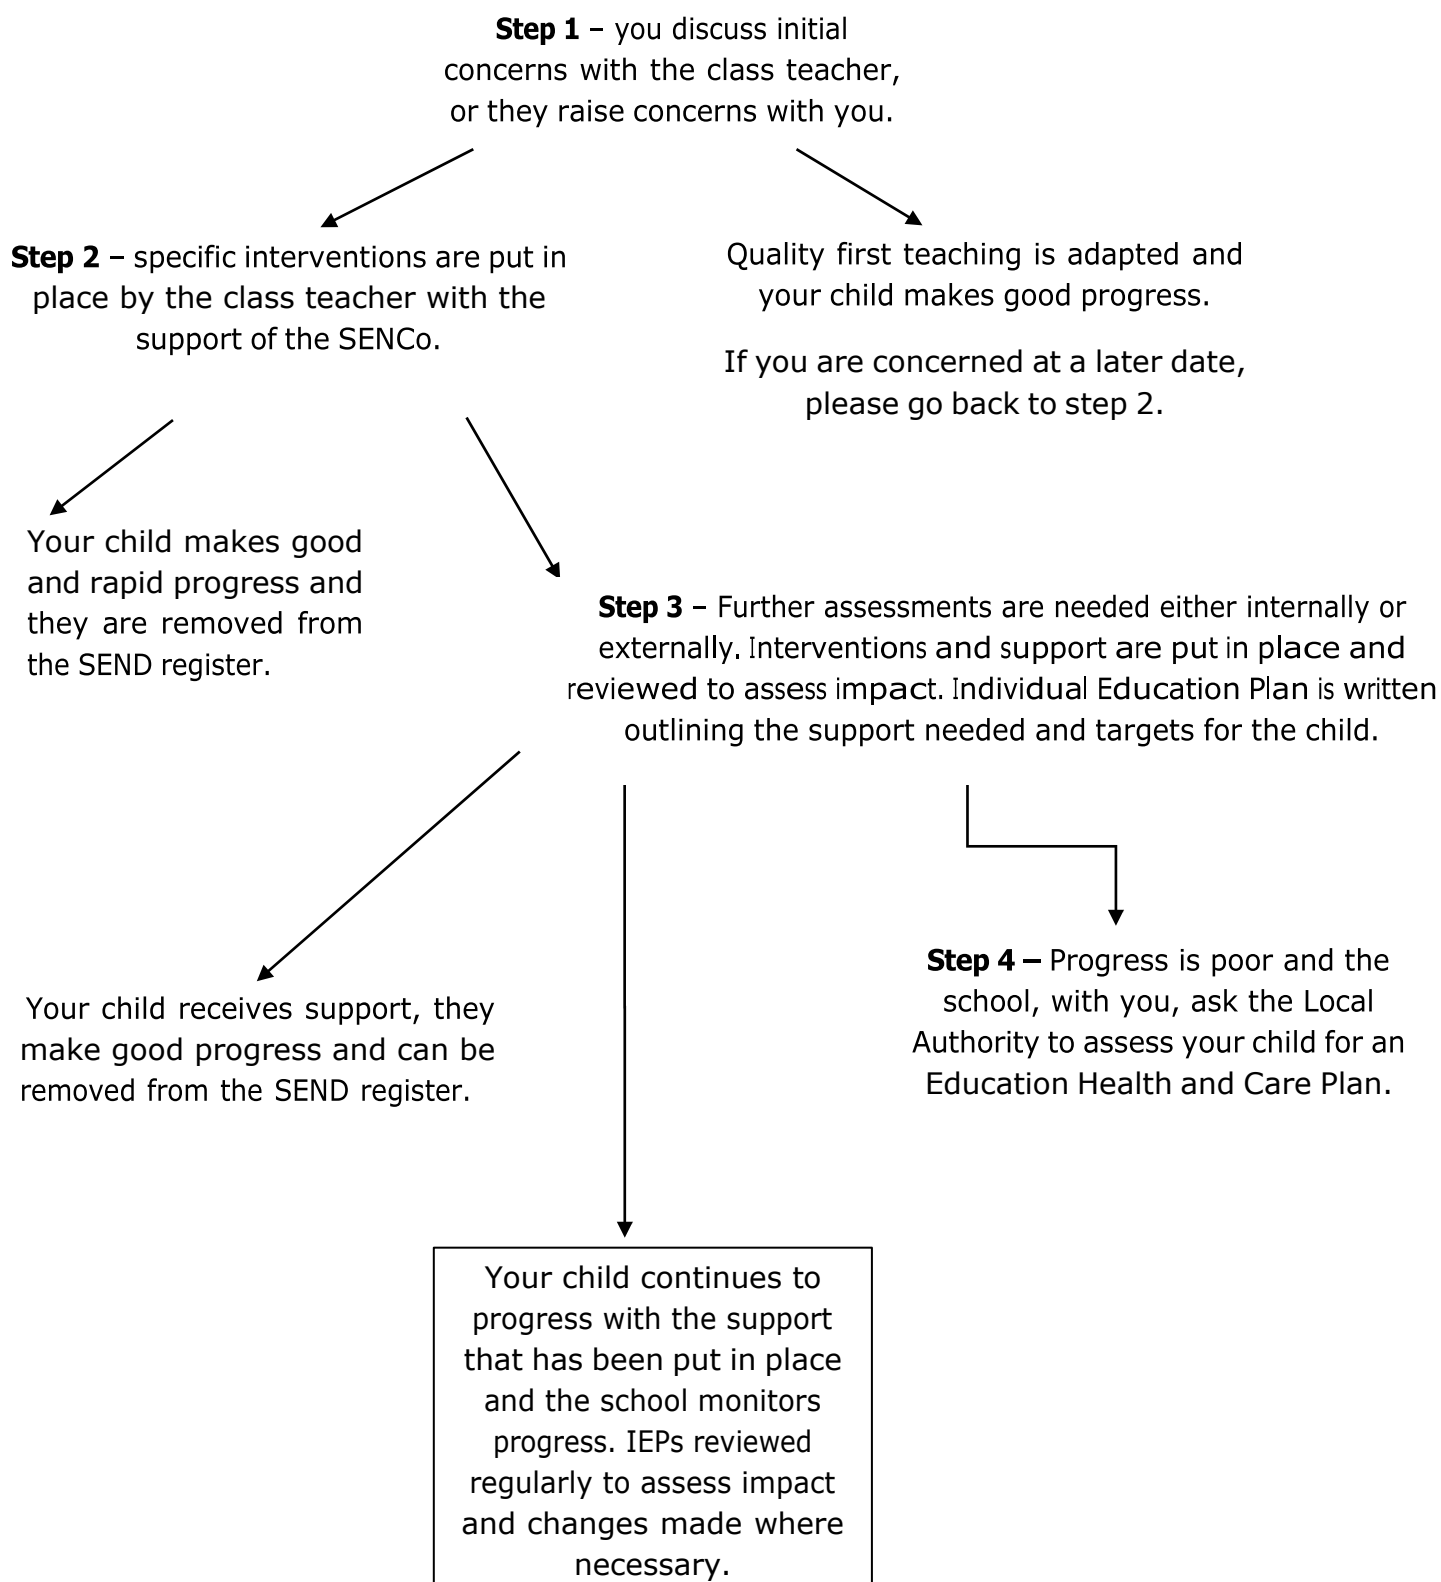 Step 1 – you discuss initial
concerns with the class teacher,
or they raise concerns with you.
Step 2 – specific interventions are put in
place by the class teacher with the
support of the SENCo.
Quality first teaching is adapted and
your child makes good progress.
If you are concerned at a later date,
please go back to step 2.
Your child makes good
and rapid progress and
they are removed from
the SEND register.
Step 3 – Further assessments are needed either internally or
externally. Interventions and support are put in place and
reviewed to assess impact. Individual Education Plan is written
outlining the support needed and targets for the child.
Your child receives support, they
make good progress and can be
removed from the SEND register.
Step 4 – Progress is poor and the
school, with you, ask the Local
Authority to assess your child for an
Education Health and Care Plan.
Your child continues to
progress with the support
that has been put in place
and the school monitors
progress. IEPs reviewed
regularly to assess impact
and changes made where
necessary.